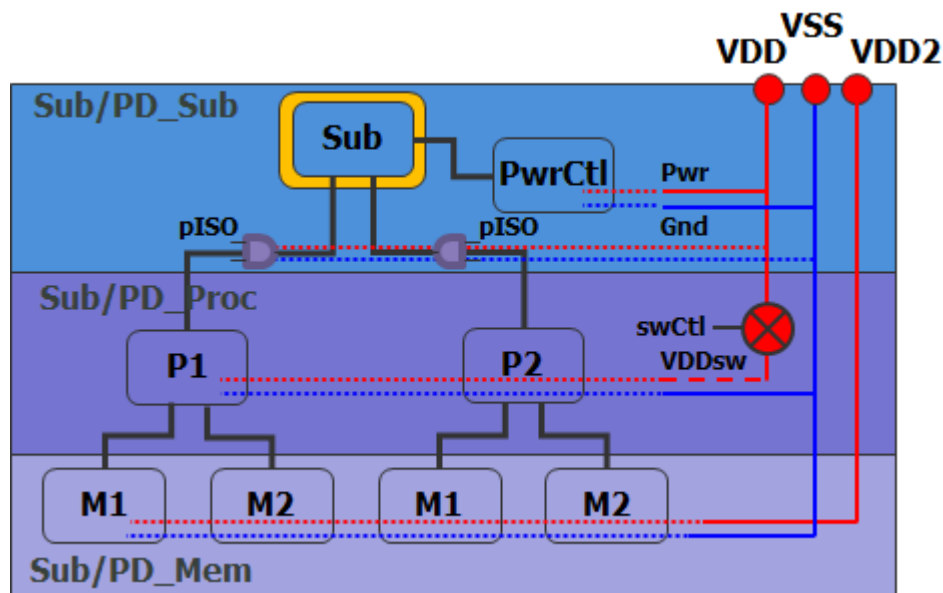 VSS
VDD
VDD2
Sub/PD_Sub
Sub
PwrCtl
Pwr
pISO
pISO
Gnd
Sub/PD_Proc
swCtl
P1
P2
VDDsw
M1
M2
M1
M2
Sub/PD_Mem